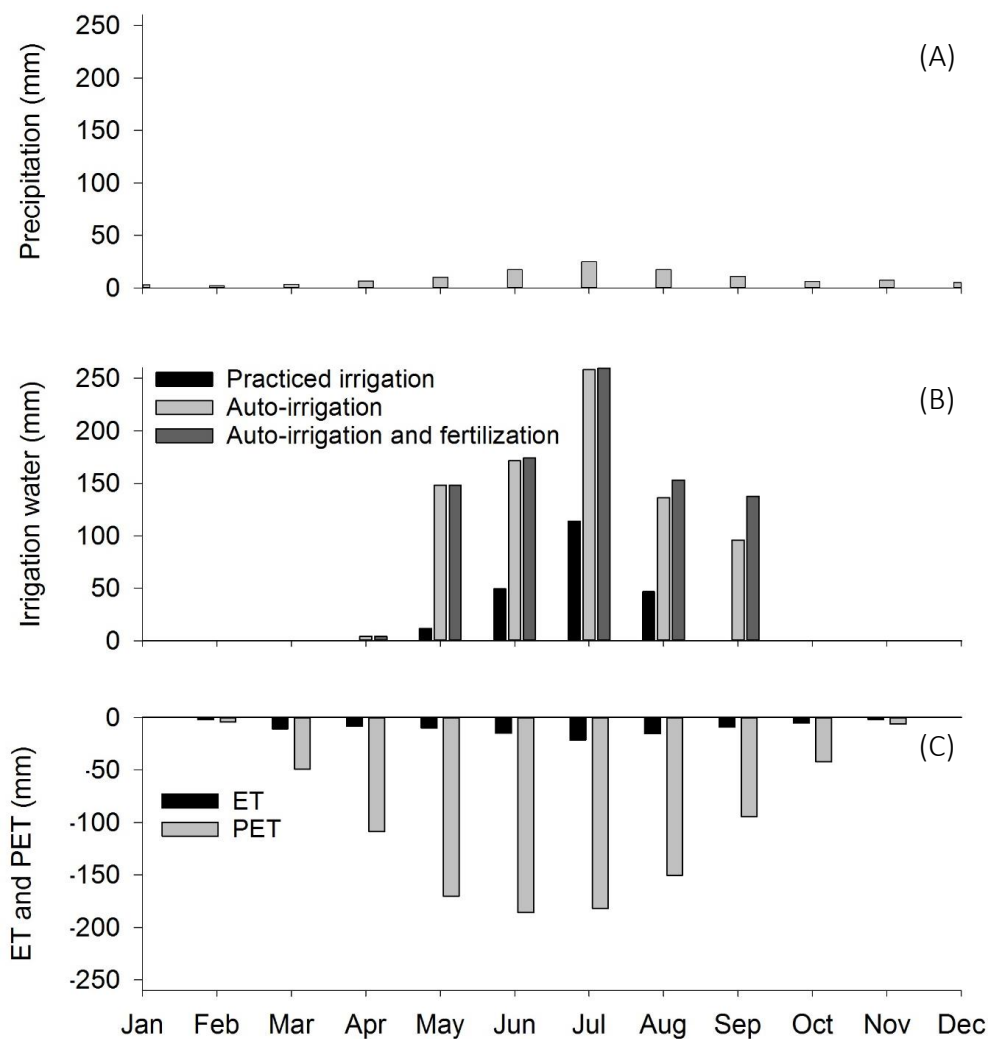 250
200
150
100
50
0
Precipitation (mm)
(A)
250
200
150
100
50
0
Irrigation water (mm)
Practiced irrigation
Auto-irrigation
Auto-irrigation and fertilization
(B)
0
-50
-100
-150
-200
-250
ET and PET (mm)
ET
PET
(C)
Jan Feb Mar Apr May Jun Jul Aug Sep Oct Nov Dec